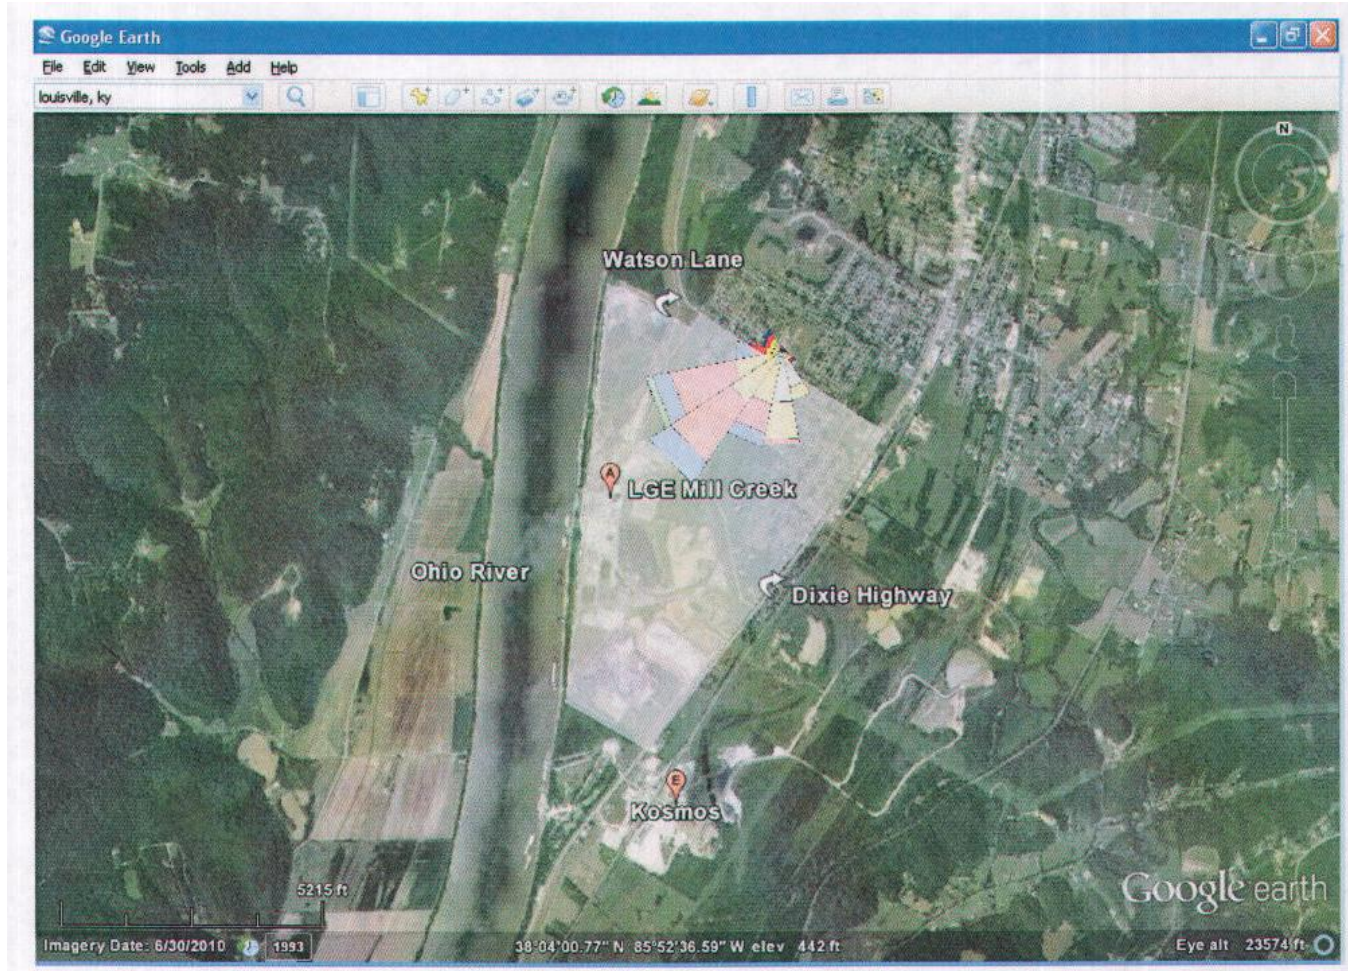 Google Earth
File Edit View Tools Add Help
louisville, ky
N
Watson Lane
A
LGE Mill Creek
Ohio River
Dixie Highway
E
Kosmos
5215 ft
Google earth
Imagery Date: 6/30/2010 1993 38°04'00.77" N 85°52'36.59" W elev 442 ft Eye alt 23574 ft